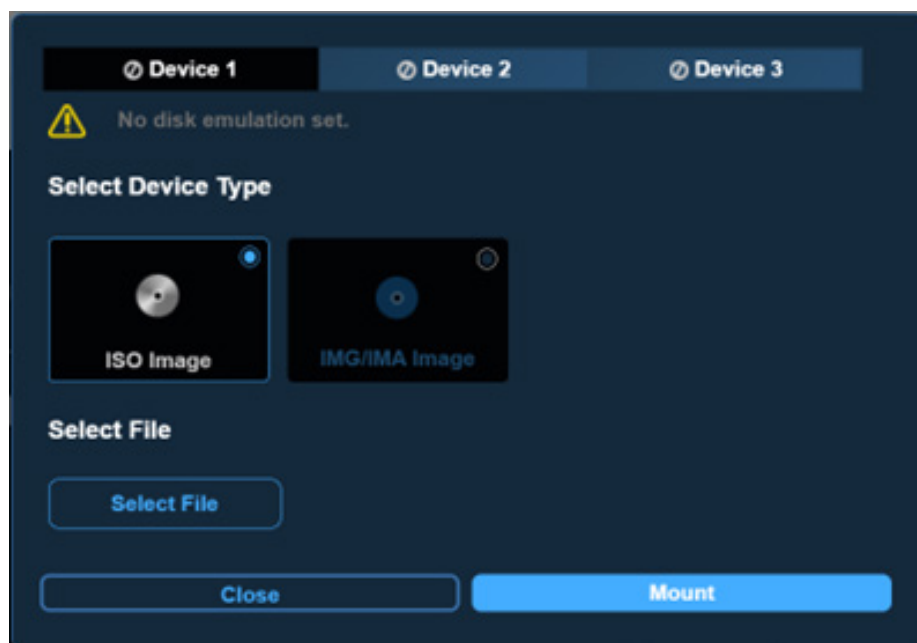 Device 1
Device 2
Device 3
No disk emulation set.
Select Device Type
ISO Image
IMG/IMA Image
Select File
Select File
Close
Mount